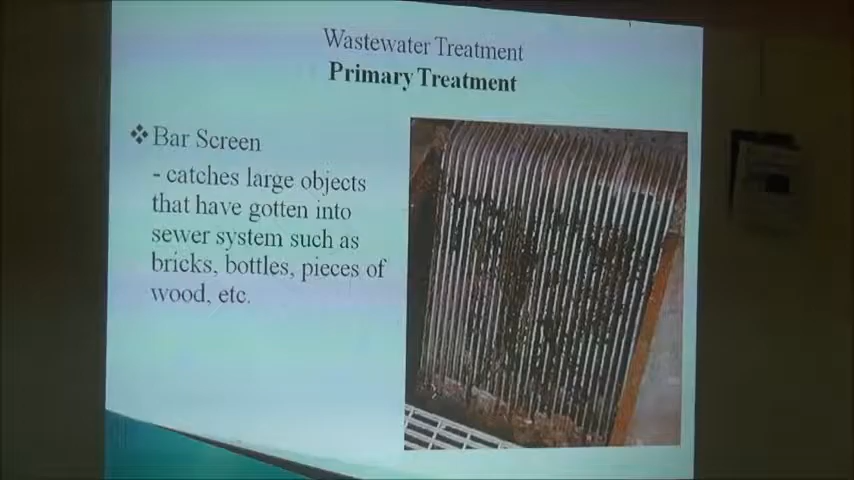 Wastewater Treatment
Primary Treatment
❖ Bar Screen
- catches large objects
that have gotten into
sewer system such as
bricks, bottles, pieces of
wood, etc.